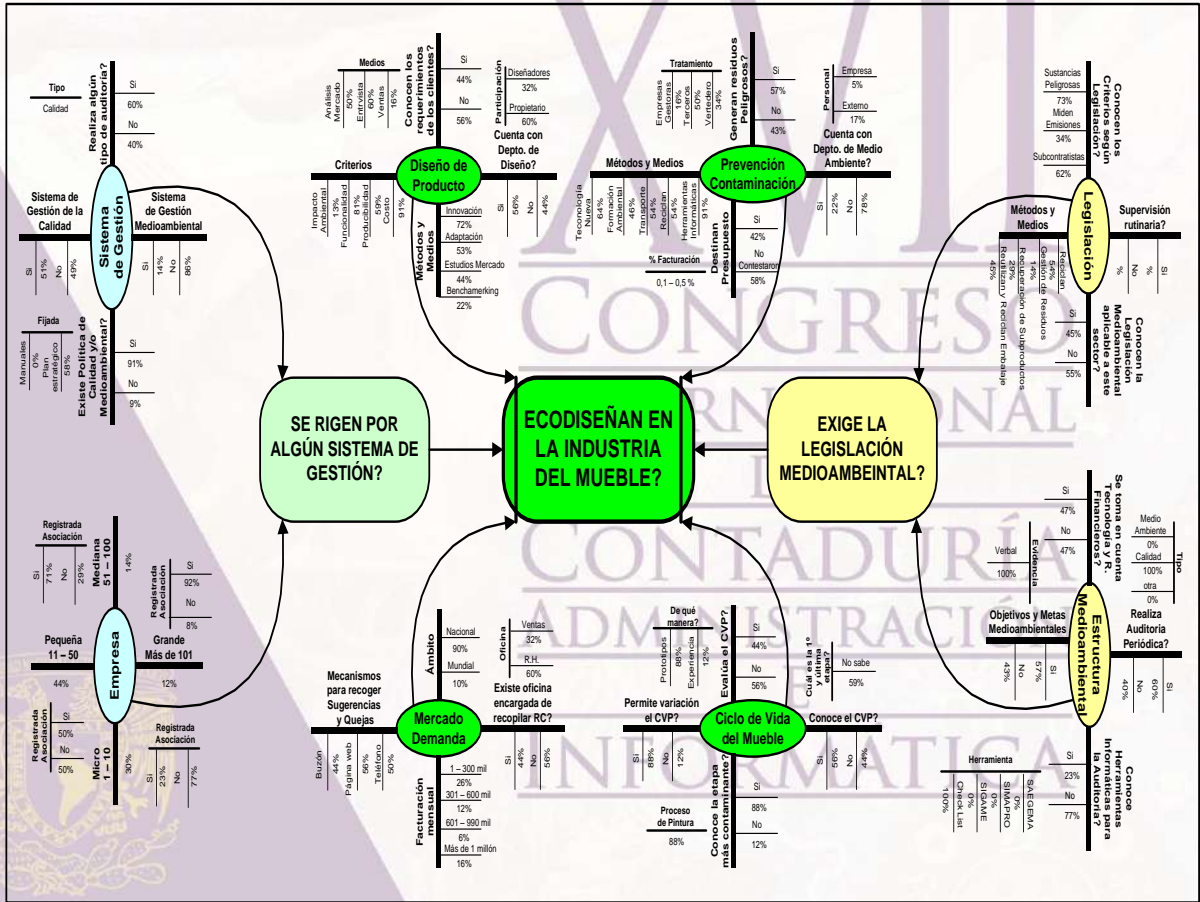 XVII
CONGRESO
INTERNACIONAL
DE
CONTADURÍA
ADMINISTRACIÓN
E
INFORMÁTICA
Realiza algún
tipo de auditoria?
Tipo
Calidad
Si
60%
No
40%
Sistema de
Gestión de la
Calidad
Si
51%
No
49%
Sistema
de Gestión
Sistema
de Gestión
Medioambiental
Si
14%
No
86%
Existe Política de
Calidad y/o
Medioambiental?
Fijada
Manuales
0%
Plan
estratégico
58%
Si
91%
No
9%
Conocen los
requerimientos
de los clientes?
Medios
Análisis
Mercado
50%
Entrvista
60%
Ventas
16%
Si
44%
No
56%
Participación
Diseñadores
32%
Propietario
60%
Cuenta con
Depto. de
Diseño?
Si
56%
No
44%
Diseño de
Producto
Criterios
Impacto
Ambiental
13%
Funcionalidad
81%
Producibilidad
59%
Costo
91%
Métodos y
Medios
Innovación
72%
Adaptación
53%
Estudios Mercado
44%
Benchamerking
22%
Generan residuos
Peligrosos?
Tratamiento
Empresas
Gestoras
16%
Terceros
50%
Vertedero
34%
Si
57%
No
43%
Personal
Empresa
5%
Externo
17%
Cuenta con
Depto. de Medio
Ambiente?
Si
22%
No
78%
Prevención
Contaminación
Métodos y Medios
Teconología
Nueva
64%
Formación
Ambiental
46%
Transporte
54%
Reciclan
54%
Herramientas
Informáticas
91%
Destinan
Presupuesto
% Facturación
0,1 – 0,5 %
Si
42%
No
Contestaron
58%
Conocen los
Criterios según
Legislación?
Sustancias
Peligrosas
73%
Miden
Emisiones
34%
Subcontratistas
62%
Legislación
Métodos y
Medios
Reciclan
54%
Gestión de Residuos
14%
Recuperación de Subproductos
29%
Reutilizan y Reciclan Embalaje
45%
Supervisión
rutinaria?
Si
%
No
%
Conocen la
Legislación
Medioambiental
aplicable a este
sector?
Si
45%
No
55%
SE RIGEN POR
ALGÚN SISTEMA DE
GESTIÓN?
ECODISEÑAN EN
LA INDUSTRIA
DEL MUEBLE?
EXIGE LA
LEGISLACIÓN
MEDIOAMBEINTAL?
Empresa
Mediana
51 – 100
14%
Registrada
Asociación
Si
71%
No
29%
Registrada
Asociación
Si
92%
No
8%
Pequeña
11 – 50
44%
Grande
Más de 101
12%
Registrada
Asociación
Si
50%
No
50%
Micro
1 – 10
30%
Registrada
Asociación
Si
23%
No
77%
Mercado
Demanda
Ámbito
Nacional
90%
Mundial
10%
Oficina
Ventas
32%
R.H.
60%
Mecanismos
para recoger
Sugerencias
y Quejas
Buzón
44%
Página web
56%
Teléfono
50%
Existe oficina
encargada de
recopilar RC?
Si
44%
No
56%
Facturación
mensual
1 – 300 mil
26%
301 – 600 mil
12%
601 – 990 mil
6%
Más de 1 millón
16%
Ciclo de Vida
del Mueble
Evalúa el CVP?
De qué
manera?
Prototipos
88%
Experiencia
12%
Si
44%
No
56%
Cuál es la 1º
y última
etapa?
No sabe
59%
Permite variación
el CVP?
Si
88%
No
12%
Conoce el CVP?
Si
56%
No
44%
Conoce la etapa
más contaminante?
Proceso
de Pintura
88%
Si
88%
No
12%
Estructura
Medioambiental
Se toma en cuenta
Tecnología y R.
Financieros?
Si
47%
No
47%
Evidencia
Verbal
100%
Tipo
Medio
Ambiente
0%
Calidad
100%
otra
0%
Objetivos y Metas
Medioambientales
Si
57%
No
43%
Realiza
Auditoria
Periódica?
Si
60%
No
40%
Conoce
Herramientas
Informáticas para
la Auditoría?
Si
23%
No
77%
Herramienta
SAEGEMA
0%
SIMAPRO
0%
SIGAME
0%
Check List
100%